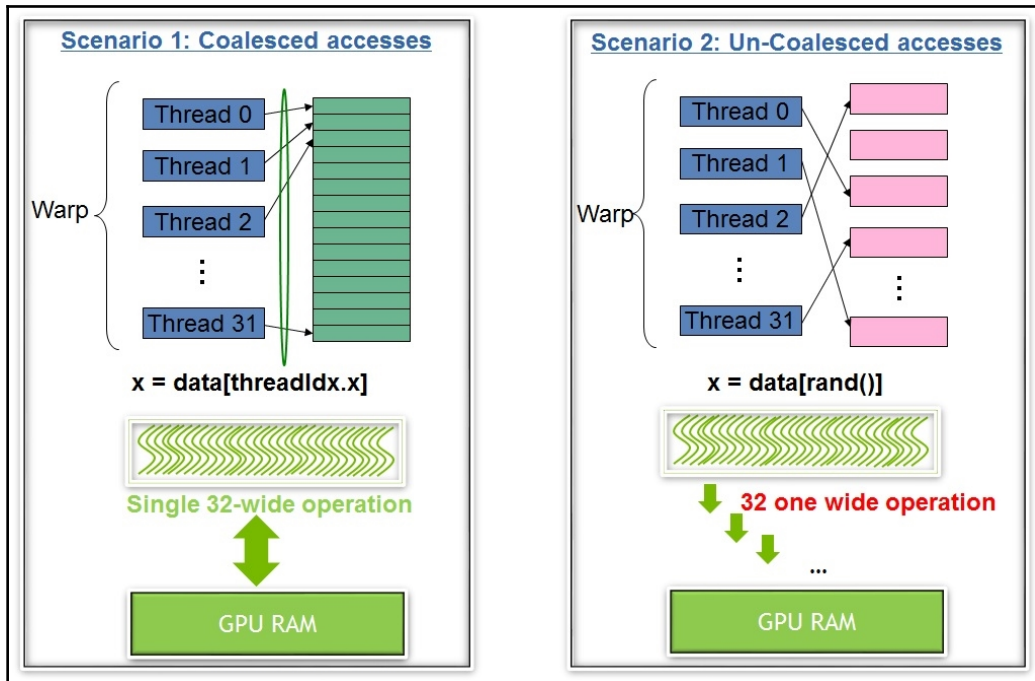 Scenario 1: Coalesced accesses
Warp
Thread 0
Thread 1
Thread 2
⋮
Thread 31
x = data[threadIdx.x]
Single 32-wide operation
GPU RAM
Scenario 2: Un-Coalesced accesses
Warp
Thread 0
Thread 1
Thread 2
⋮
Thread 31
⋮
x = data[rand()]
32 one wide operation
...
GPU RAM